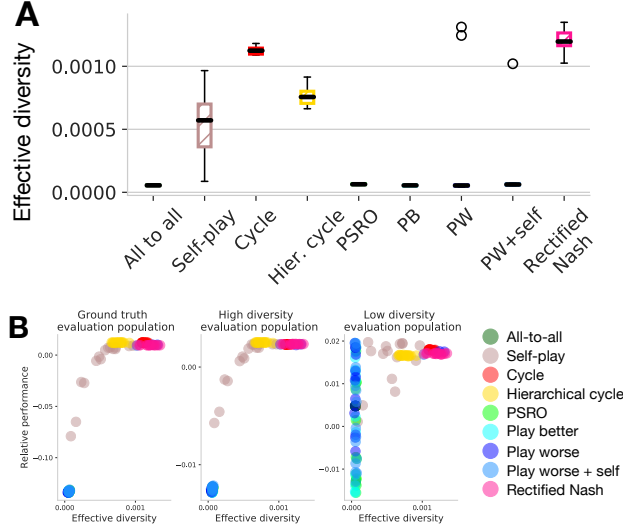 A
Effective diversity
0.0010
0.0005
0.0000
All to all
Self-play
Cycle
Hier. cycle
PSRO
PB
PW
PW+self
Rectified
Nash
B
Ground truth
evaluation population
High diversity
evaluation population
Low diversity
evaluation population
Relative performance
0.00
−0.05
−0.10
0.000
0.001
Effective diversity
0.00
−0.01
0.000
0.001
Effective diversity
0.02
0.01
0.00
−0.01
0.000
0.001
Effective diversity
All-to-all
Self-play
Cycle
Hierarchical cycle
PSRO
Play better
Play worse
Play worse + self
Rectified Nash